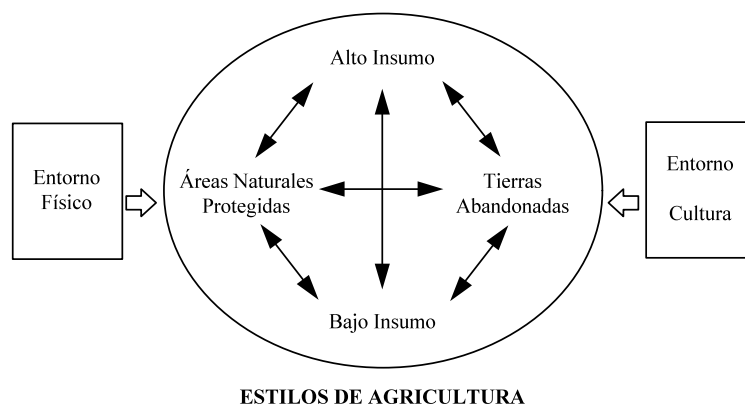 Alto Insumo
Entorno
Físico
Áreas Naturales
Protegidas
Tierras
Abandonadas
Entorno
Cultura
Bajo Insumo
ESTILOS DE AGRICULTURA